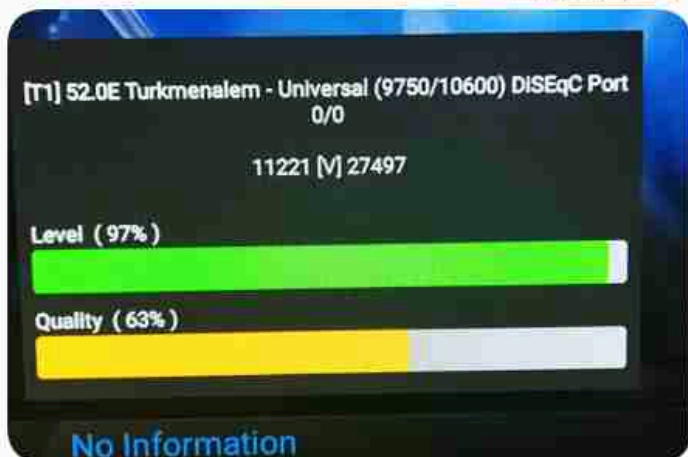 [T1] 52.0E Turkmenalem - Universal (9750/10600) DiSEqC Port
0/0
11221 [V] 27497
Level ( 97% )
Quality ( 63% )
No Information